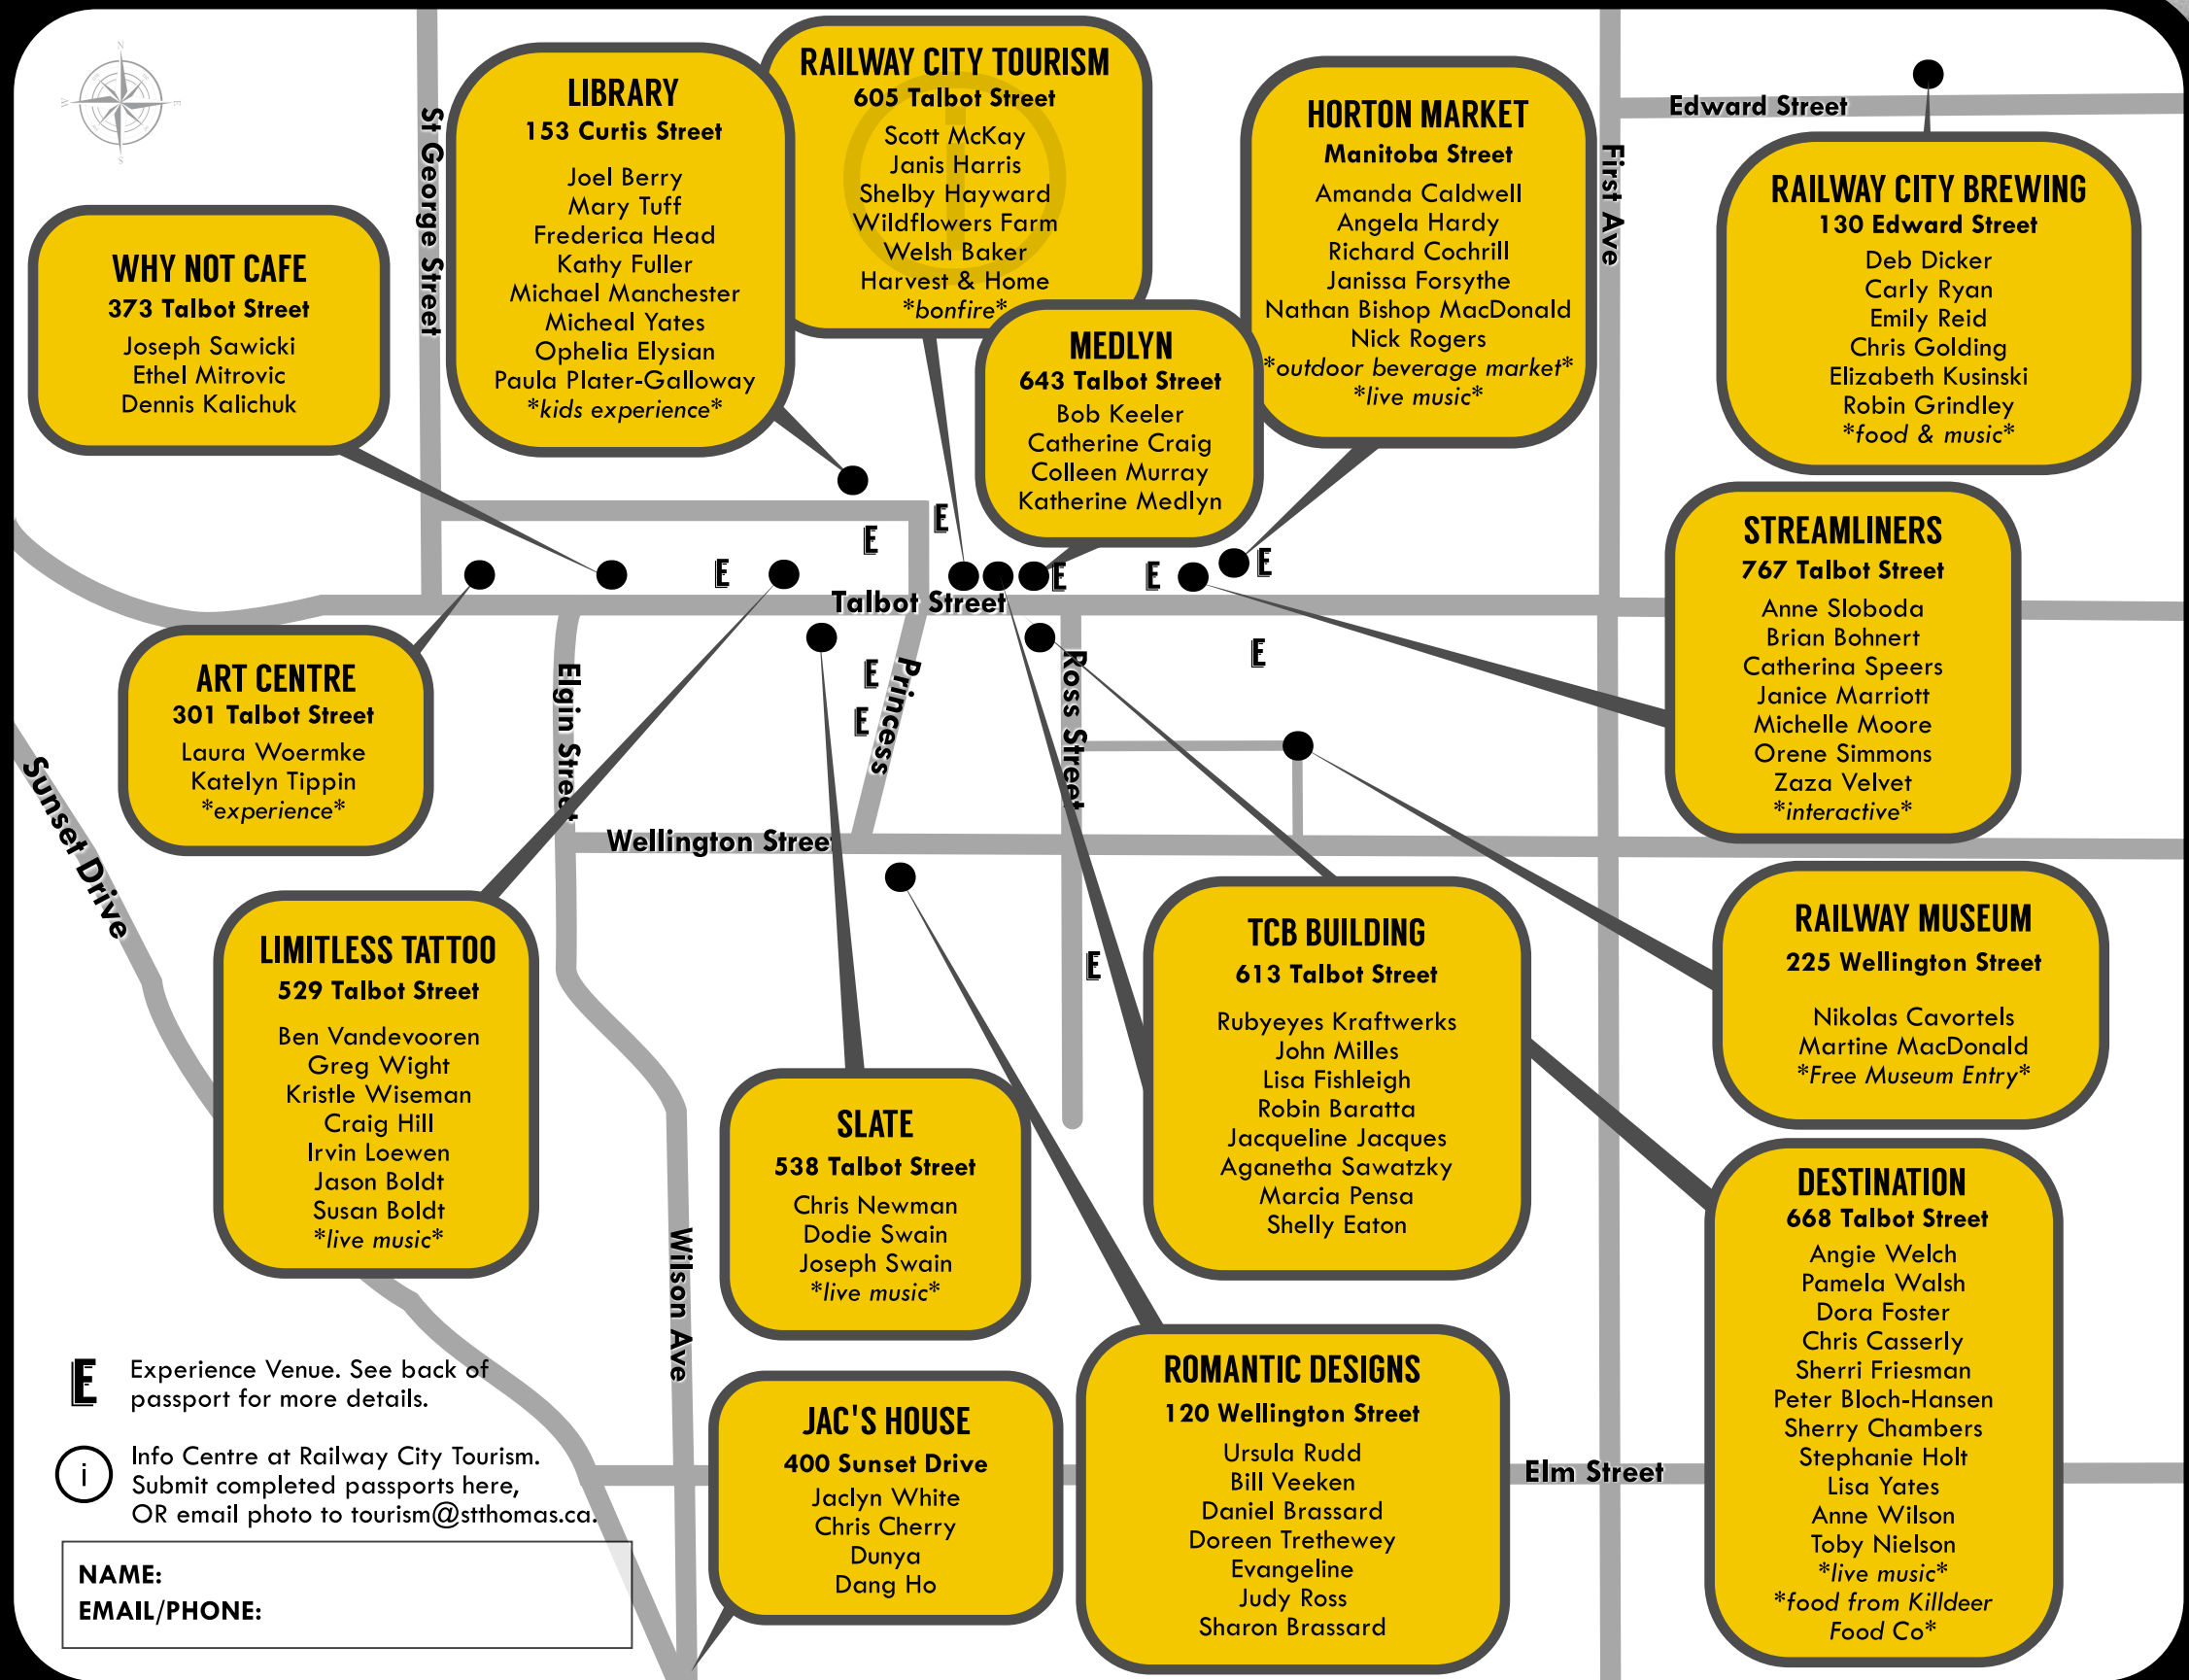 N
W
E
S
St George Street
LIBRARY
153 Curtis Street
Joel Berry
Mary Tuff
Frederica Head
Kathy Fuller
Michael Manchester
Micheal Yates
Ophelia Elysian
Paula Plater-Galloway
*kids experience*
RAILWAY CITY TOURISM
605 Talbot Street
Scott McKay
Janis Harris
Shelby Hayward
Wildflowers Farm
Welsh Baker
Harvest & Home
*bonfire*
HORTON MARKET
Manitoba Street
Amanda Caldwell
Angela Hardy
Richard Cochrill
Janissa Forsythe
Nathan Bishop MacDonald
Nick Rogers
*outdoor beverage market*
*live music*
First Ave
Edward Street
RAILWAY CITY BREWING
130 Edward Street
Deb Dicker
Carly Ryan
Emily Reid
Chris Golding
Elizabeth Kusinski
Robin Grindley
*food & music*
WHY NOT CAFE
373 Talbot Street
Joseph Sawicki
Ethel Mitrovic
Dennis Kalichuk
MEDLYN
643 Talbot Street
Bob Keeler
Catherine Craig
Colleen Murray
Katherine Medlyn
STREAMLINERS
767 Talbot Street
Anne Sloboda
Brian Bohnert
Catherina Speers
Janice Marriott
Michelle Moore
Orene Simmons
Zaza Velvet
*interactive*
E
E
E
E
E
E
Talbot Street
E
E
E
Princess
Ross Street
Elgin Street
ART CENTRE
301 Talbot Street
Laura Woermke
Katelyn Tippin
*experience*
Sunset Drive
Wellington Street
LIMITLESS TATTOO
529 Talbot Street
Ben Vandevooren
Greg Wight
Kristle Wiseman
Craig Hill
Irvin Loewen
Jason Boldt
Susan Boldt
*live music*
E
TCB BUILDING
613 Talbot Street
Rubyeyes Kraftwerks
John Milles
Lisa Fishleigh
Robin Baratta
Jacqueline Jacques
Aganetha Sawatzky
Marcia Pensa
Shelly Eaton
RAILWAY MUSEUM
225 Wellington Street
Nikolas Cavortels
Martine MacDonald
*Free Museum Entry*
SLATE
538 Talbot Street
Chris Newman
Dodie Swain
Joseph Swain
*live music*
Wilson Ave
DESTINATION
668 Talbot Street
Angie Welch
Pamela Walsh
Dora Foster
Chris Casserly
Sherri Friesman
Peter Bloch-Hansen
Sherry Chambers
Stephanie Holt
Lisa Yates
Anne Wilson
Toby Nielson
*live music*
*food from Killdeer
Food Co*
ROMANTIC DESIGNS
120 Wellington Street
Ursula Rudd
Bill Veeken
Daniel Brassard
Doreen Trethewey
Evangeline
Judy Ross
Sharon Brassard
Elm Street
JAC'S HOUSE
400 Sunset Drive
Jaclyn White
Chris Cherry
Dunya
Dang Ho
E
Experience Venue. See back of
passport for more details.
i
Info Centre at Railway City Tourism.
Submit completed passports here,
OR email photo to tourism@stthomas.ca.
NAME:
EMAIL/PHONE: